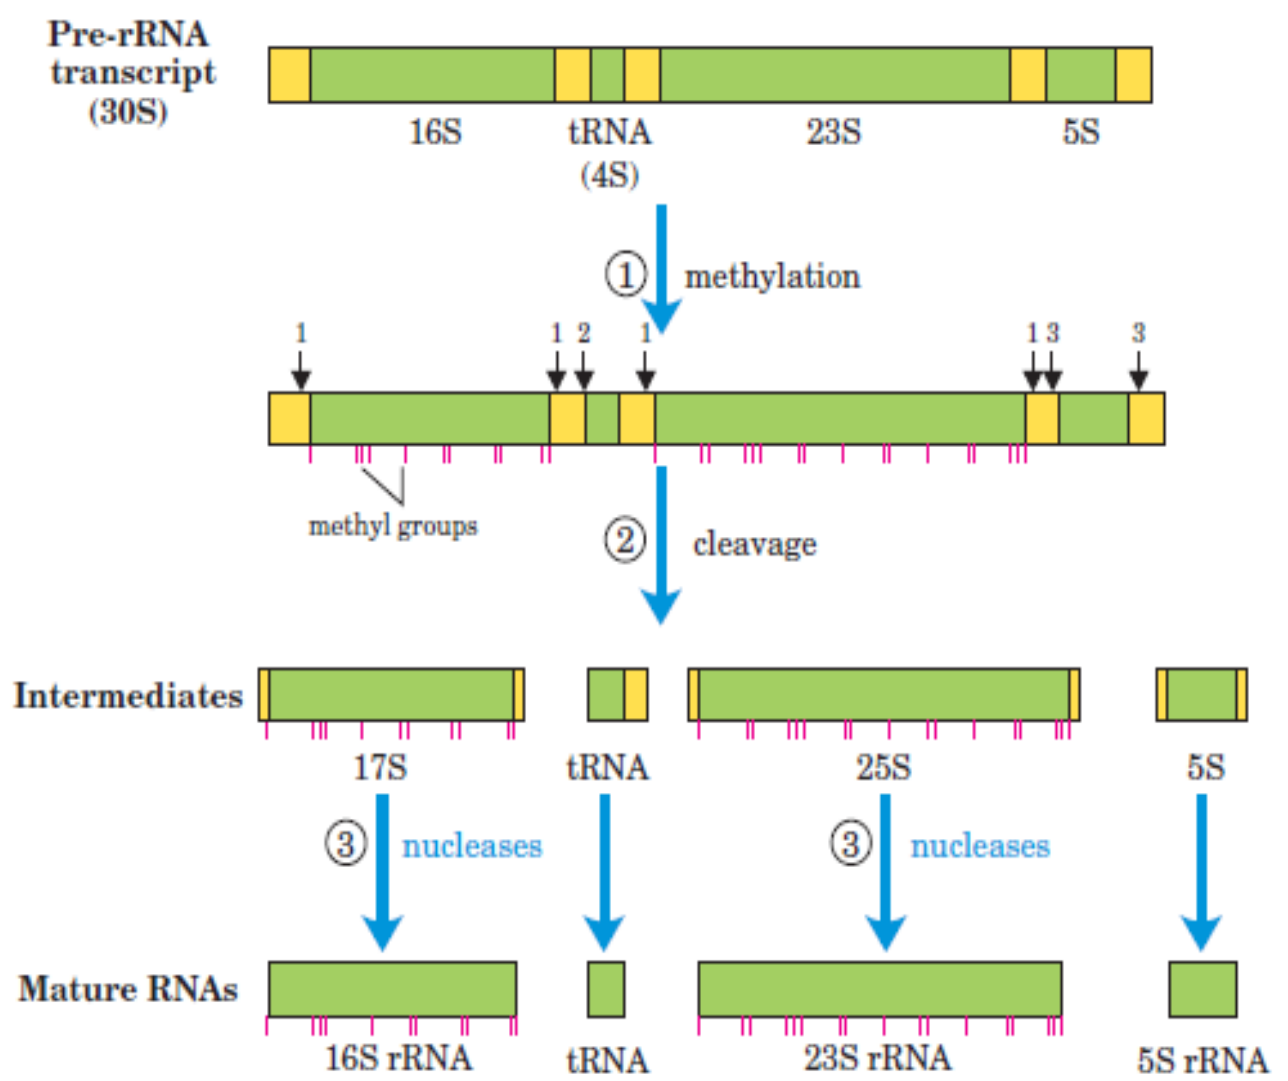 Pre-rRNA
transcript
(30S)
16S
tRNA
(4S)
23S
5S
1
methylation
1
1 2
1
1 3
3
methyl groups
2
cleavage
Intermediates
17S
tRNA
25S
5S
3
nucleases
3
nucleases
Mature RNAs
16S rRNA
tRNA
23S rRNA
5S rRNA